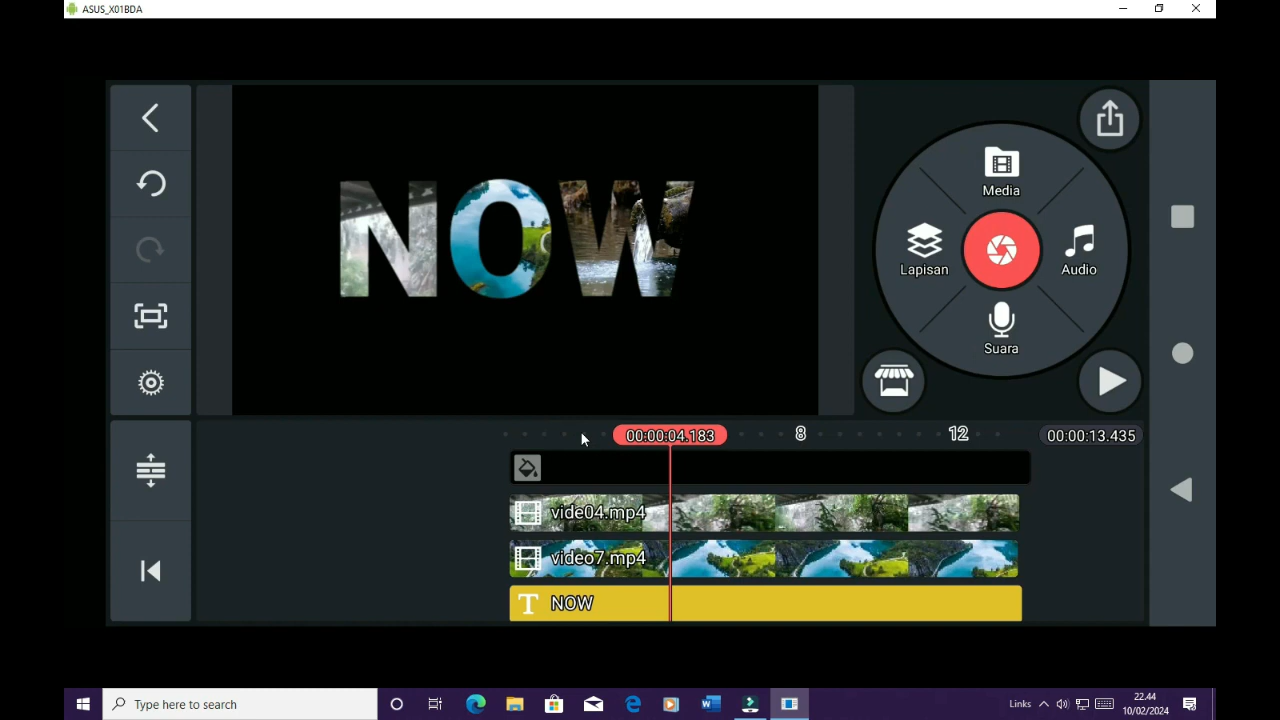 ASUS_X01BDA
NOW
Media
Lapisan
Audio
Suara
00:00:04.183
8
12
00:00:13.435
vide04.mp4
video7.mp4
T NOW
Type here to search
Links
22.44
10/02/2024